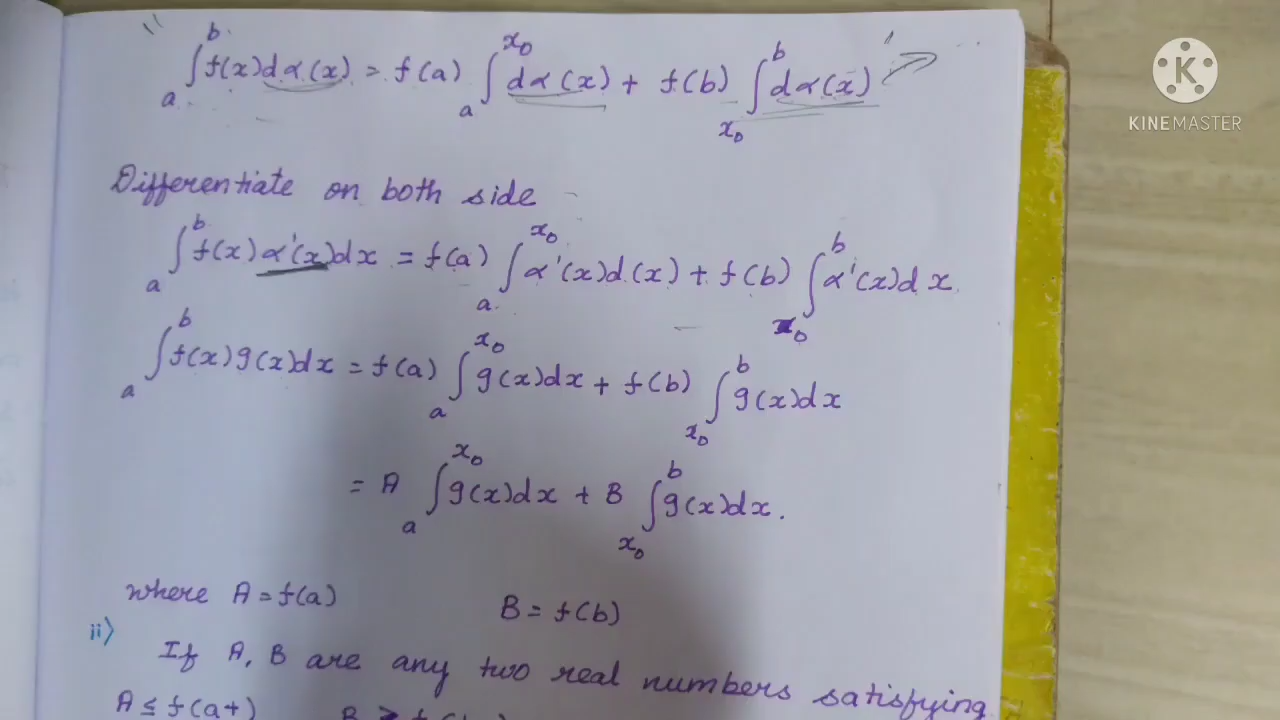 ∫_a^b f(x)dα(x) = f(a) ∫_a^{x₀} dα(x) + f(b) ∫_{x₀}^b dα(x)
KINEMASTER
Differentiate on both side
∫_a^b f(x) α'(x)dx = f(a) ∫_a^{x₀} α'(x)d(x) + f(b) ∫_{x₀}^b α'(x)dx
∫_a^b f(x)g(x)dx = f(a) ∫_a^{x₀} g(x)dx + f(b) ∫_{x₀}^b g(x)dx
= A ∫_a^{x₀} g(x)dx + B ∫_{x₀}^b g(x)dx.
where A = f(a) B = f(b)
ii)
If A, B are any two real numbers satisfying
A ≤ f(a+) B ≥